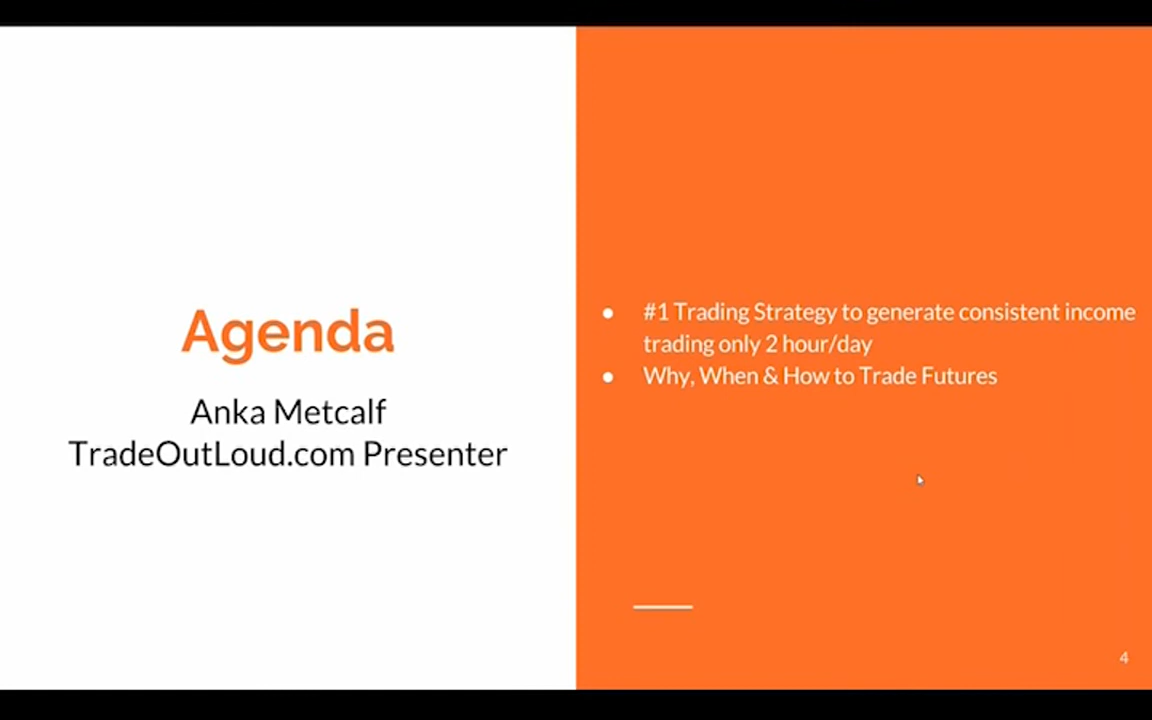 Agenda
Anka Metcalf
TradeOutLoud.com Presenter
● #1 Trading Strategy to generate consistent income
trading only 2 hour/day
● Why, When & How to Trade Futures
4